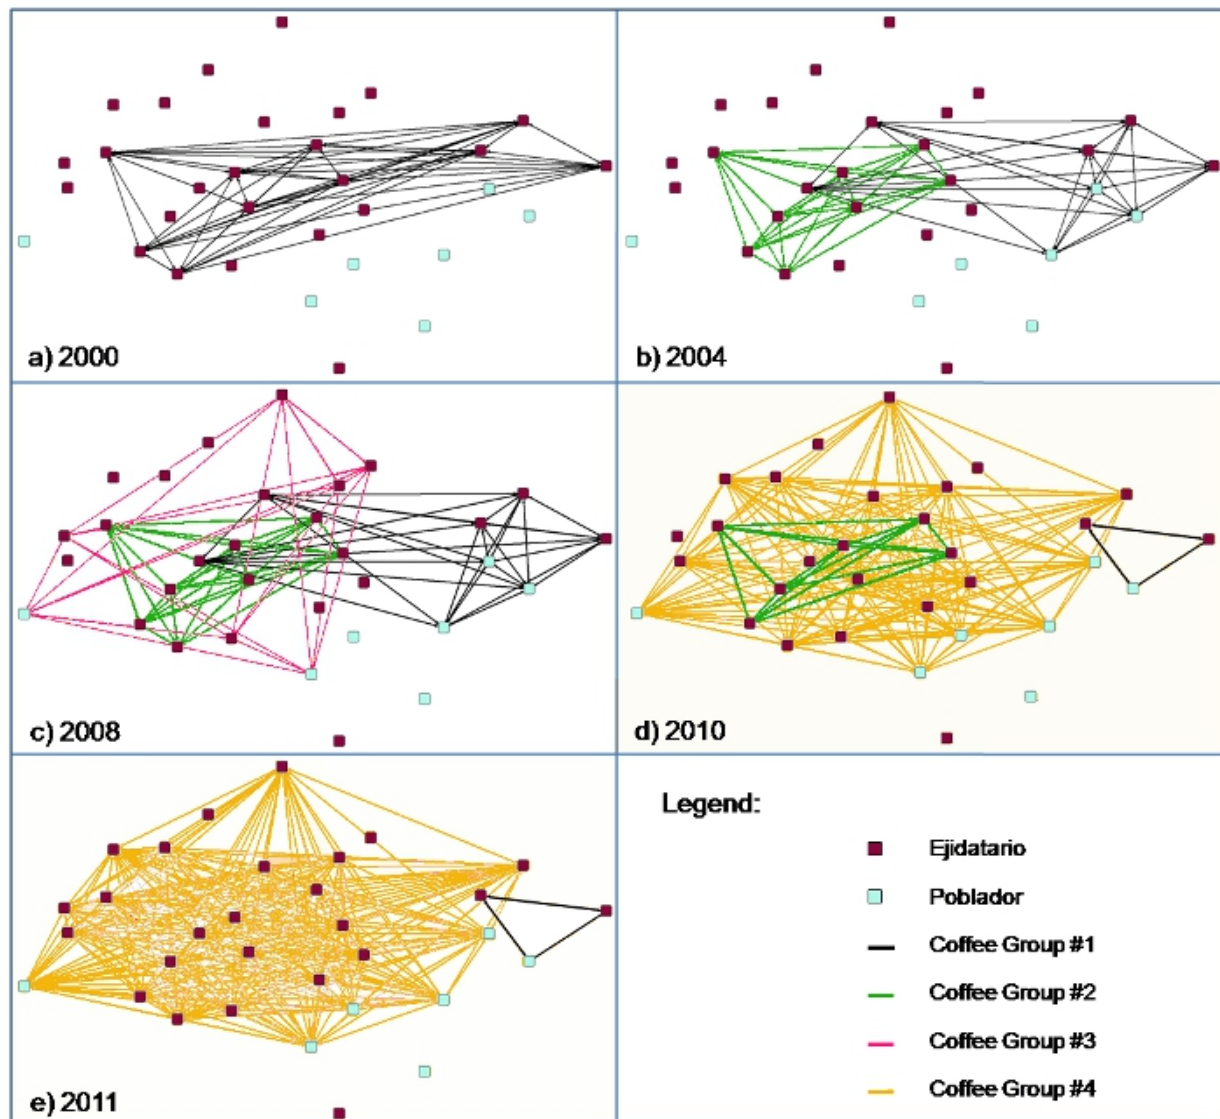 a) 2000
b) 2004
c) 2008
d) 2010
e) 2011
Legend:
Ejidatario
Poblador
Coffee Group #1
Coffee Group #2
Coffee Group #3
Coffee Group #4